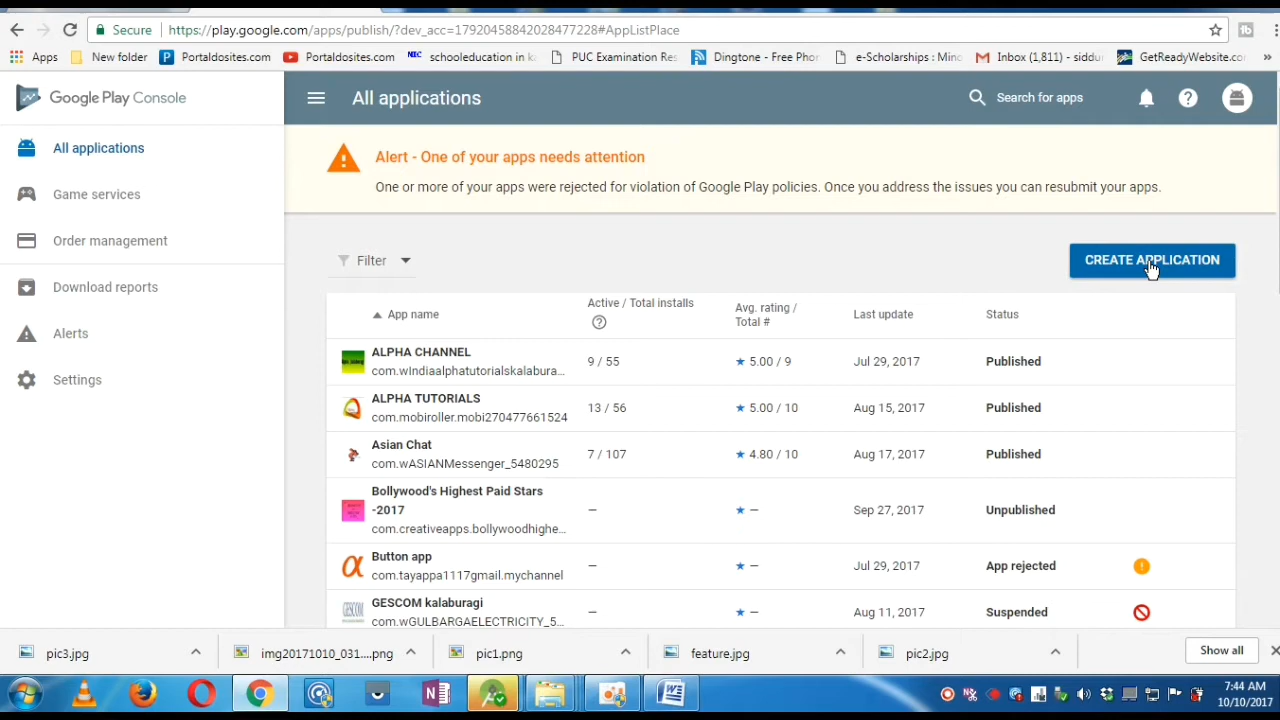 Secure https://play.google.com/apps/publish/?dev_acc=17920458842028477228#AppListPlace
Apps New folder Portaldosites.com Portaldosites.com NIC schooleducation in ka PUC Examination Res Dingtone - Free Phon e-Scholarships : Mino Inbox (1,811) - siddu GetReadyWebsite.co »
Google Play Console
All applications
Search for apps
All applications
Game services
Order management
Download reports
Alerts
Settings
Alert - One of your apps needs attention
One or more of your apps were rejected for violation of Google Play policies. Once you address the issues you can resubmit your apps.
Filter
CREATE APPLICATION
App name Active / Total installs Avg. rating / Total # Last update Status
ALPHA CHANNEL
com.wIndiaalphatutorialskalabura... 9 / 55 5.00 / 9 Jul 29, 2017 Published
ALPHA TUTORIALS
com.mobiroller.mobi270477661524 13 / 56 5.00 / 10 Aug 15, 2017 Published
Asian Chat
com.wASIANMessenger_5480295 7 / 107 4.80 / 10 Aug 17, 2017 Published
Bollywood's Highest Paid Stars
-2017 – – Sep 27, 2017 Unpublished
com.creativeapps.bollywoodhighe...
Button app
com.tayappa1117gmail.mychannel – – Jul 29, 2017 App rejected
GESCOM kalaburagi
com.wGULBARGAELECTRICITY_5... – – Aug 11, 2017 Suspended
pic3.jpg img20171010_031....png pic1.png feature.jpg pic2.jpg Show all
7:44 AM
10/10/2017